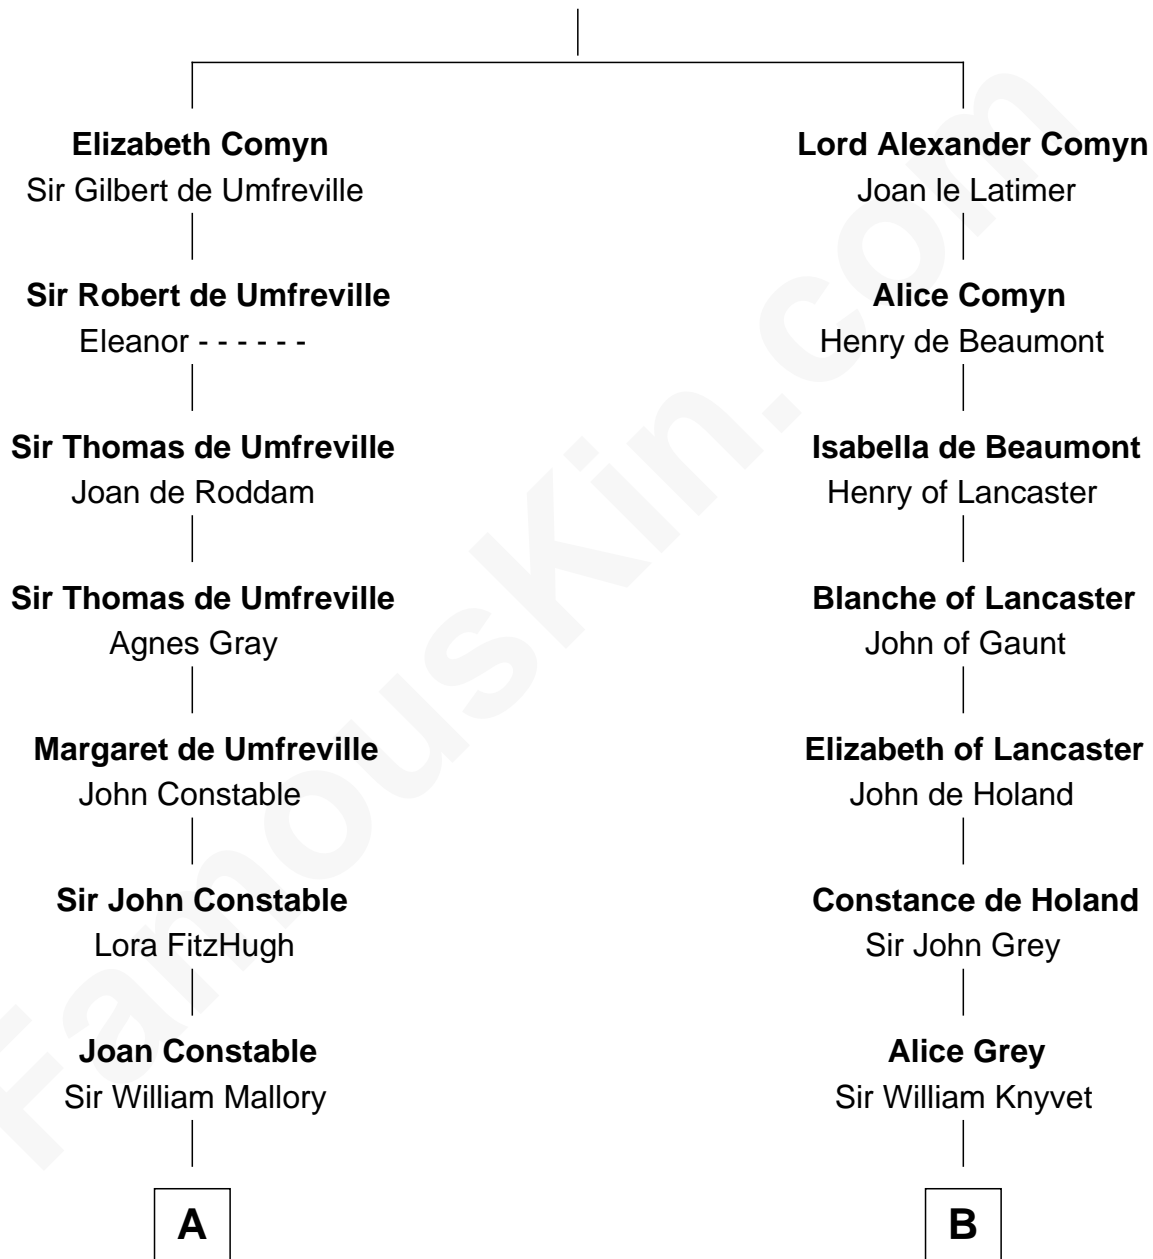 Elizabeth Comyn
Sir Gilbert de Umfreville
Sir Robert de Umfreville
Eleanor - - - - - -
Sir Thomas de Umfreville
Joan de Roddam
Sir Thomas de Umfreville
Agnes Gray
Margaret de Umfreville
John Constable
Sir John Constable
Lora FitzHugh
Joan Constable
Sir William Mallory
A
Lord Alexander Comyn
Joan le Latimer
Alice Comyn
Henry de Beaumont
Isabella de Beaumont
Henry of Lancaster
Blanche of Lancaster
John of Gaunt
Elizabeth of Lancaster
John de Holand
Constance de Holand
Sir John Grey
Alice Grey
Sir William Knyvet
B
FamousKin.com